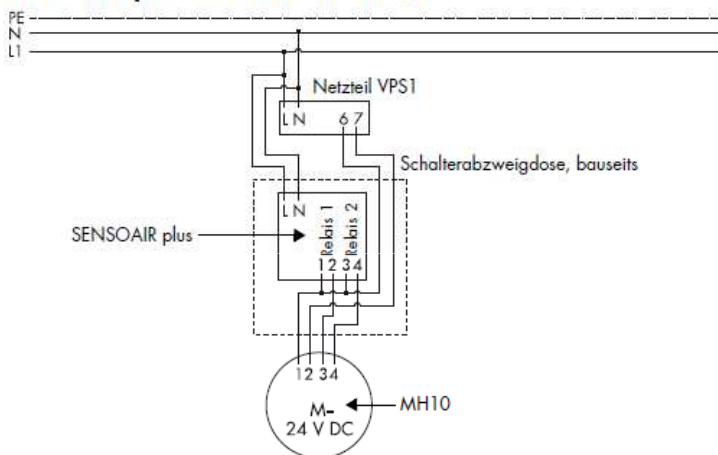 PE
N
L1
Netzteil VPS1
L N 6 7
Schalterabzweigdose, bauseits
L N
Relais 1
Relais 2
SENSOAIR plus
1 2 3 4
1 2 3 4
MH10
M-
24 V DC